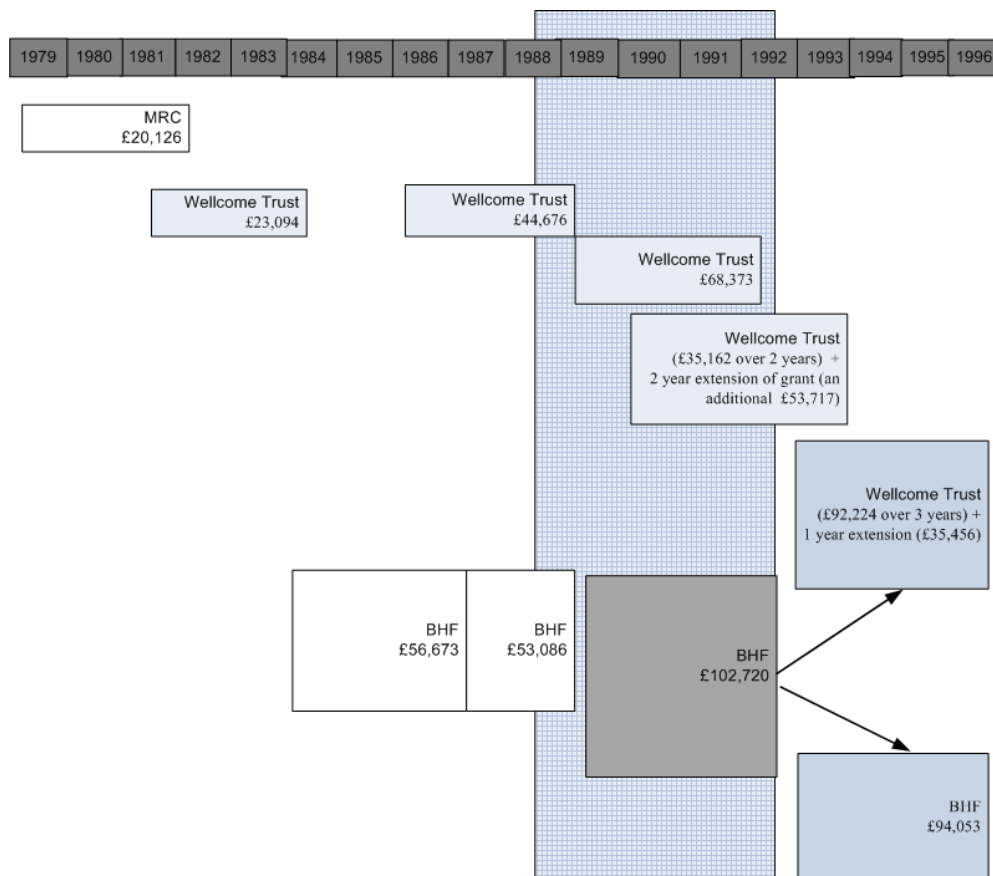 1979 1980 1981 1982 1983 1984 1985 1986 1987 1988 1989 1990 1991 1992 1993 1994 1995 1996
MRC
£20,126
Wellcome Trust
£23,094
Wellcome Trust
£44,676
Wellcome Trust
£68,373
Wellcome Trust
(£35,162 over 2 years) +
2 year extension of grant (an
additional £53,717)
Wellcome Trust
(£92,224 over 3 years) +
1 year extension (£35,456)
BHF
£56,673
BHF
£53,086
BHF
£102,720
BHF
£94,053